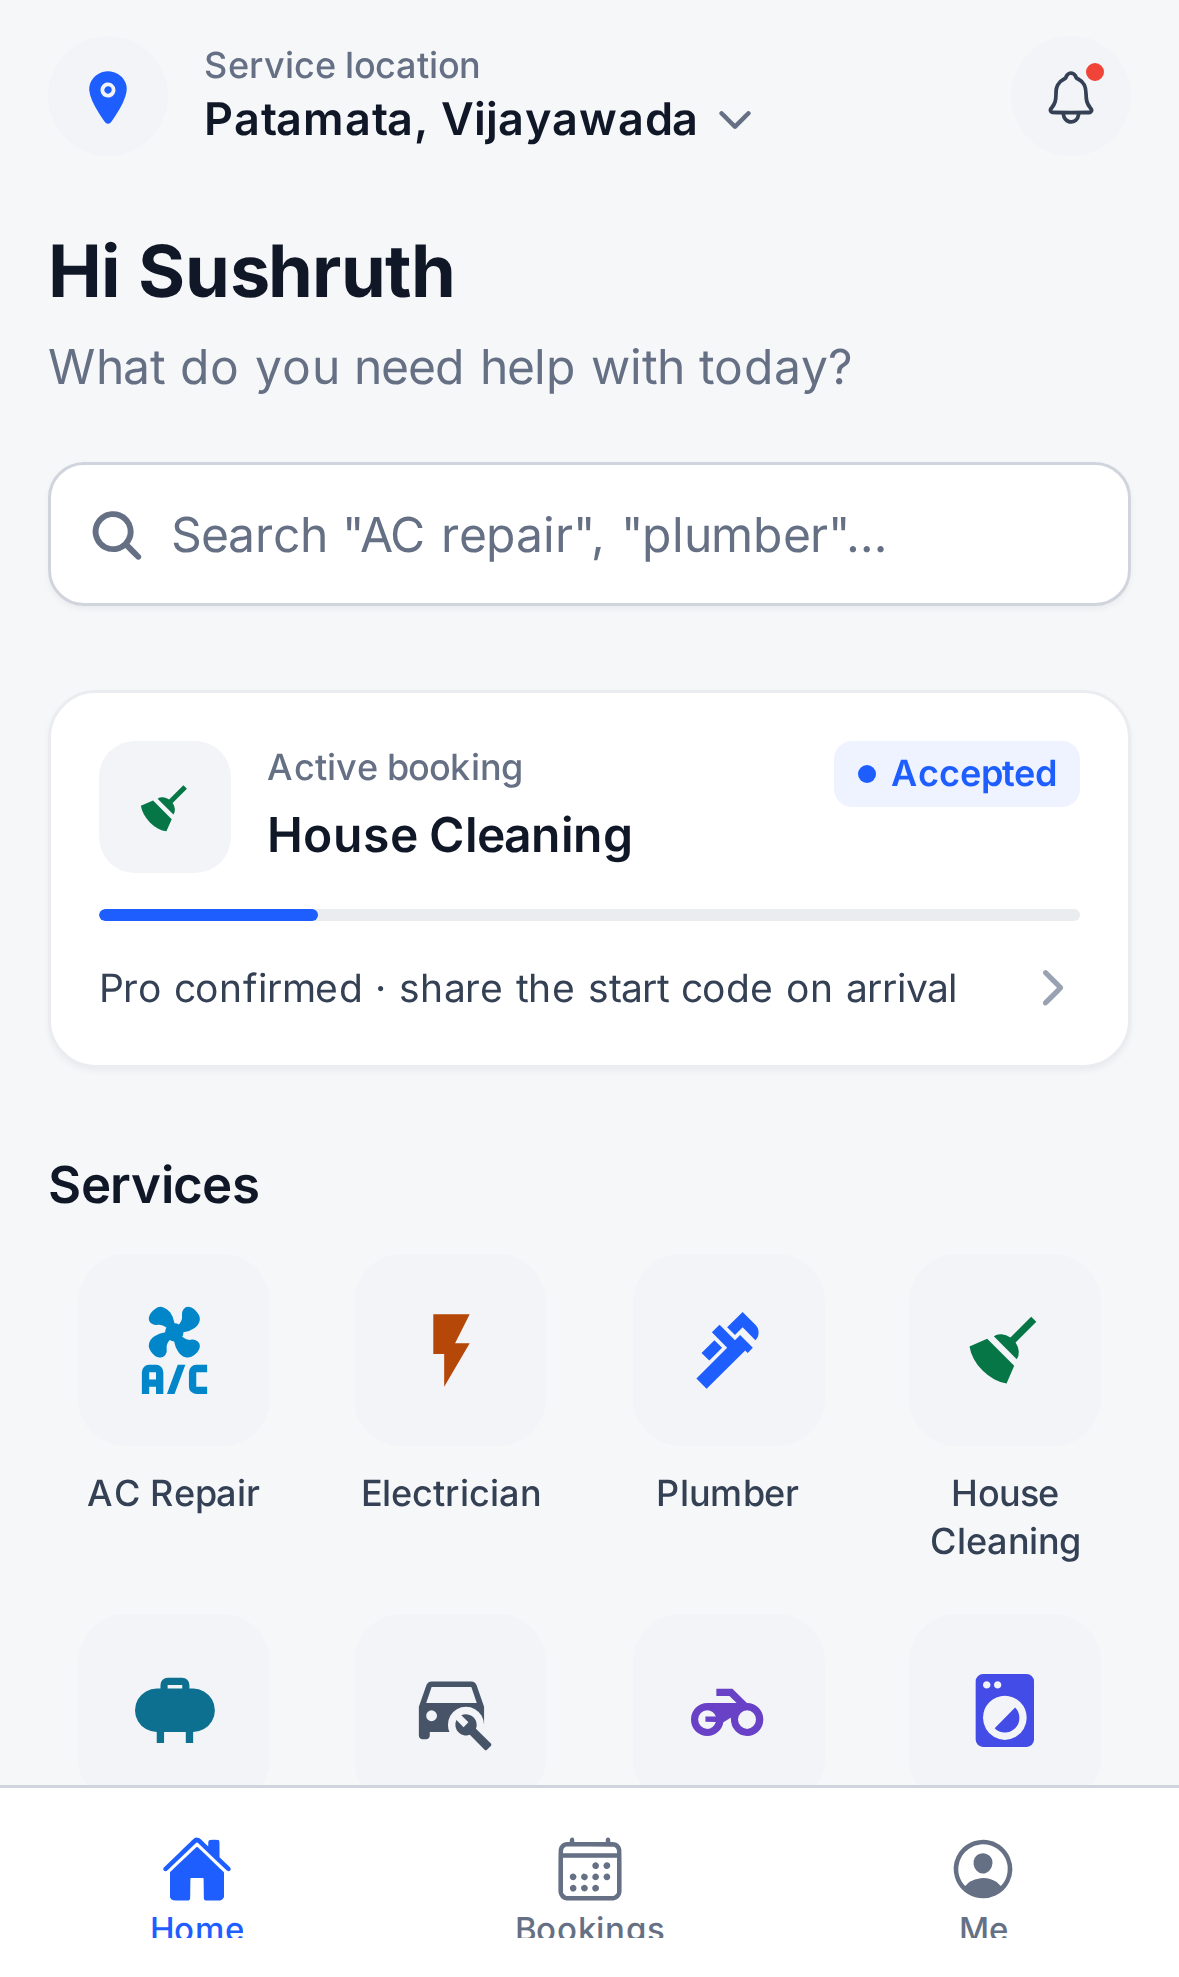 Service location
Patamata, Vijayawada
Hi Sushruth
What do you need help with today?
Search "AC repair", "plumber"...
Active booking
Accepted
House Cleaning
Pro confirmed · share the start code on arrival
Services
A/C
AC Repair
Electrician
Plumber
House
Cleaning
Home
Bookings
Me